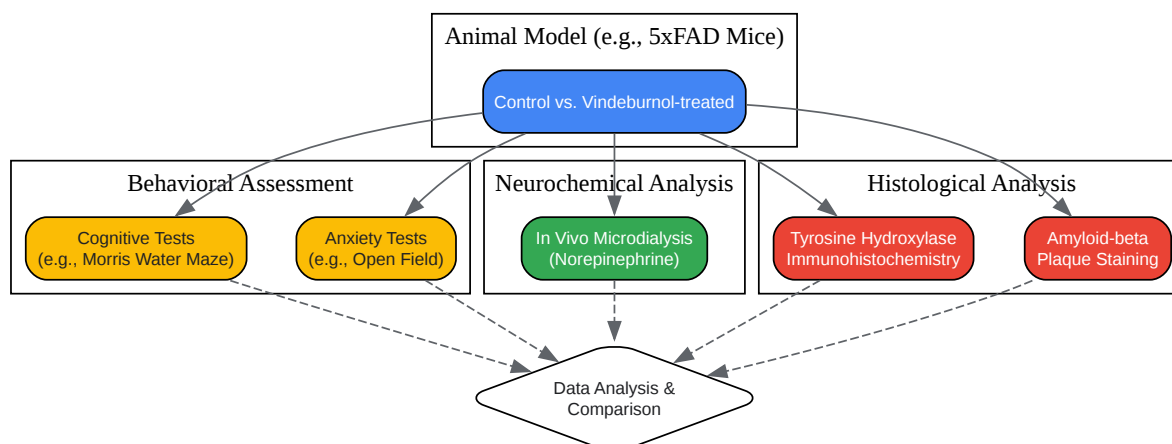 Animal Model (e.g., 5xFAD Mice)
Control vs. Vindeburnol-treated
Behavioral Assessment
Neurochemical Analysis
Histological Analysis
Cognitive Tests
(e.g., Morris Water Maze)
Anxiety Tests
(e.g., Open Field)
In Vivo Microdialysis
(Norepinephrine)
Tyrosine Hydroxylase
Immunohistochemistry
Amyloid-beta
Plaque Staining
Data Analysis &
Comparison